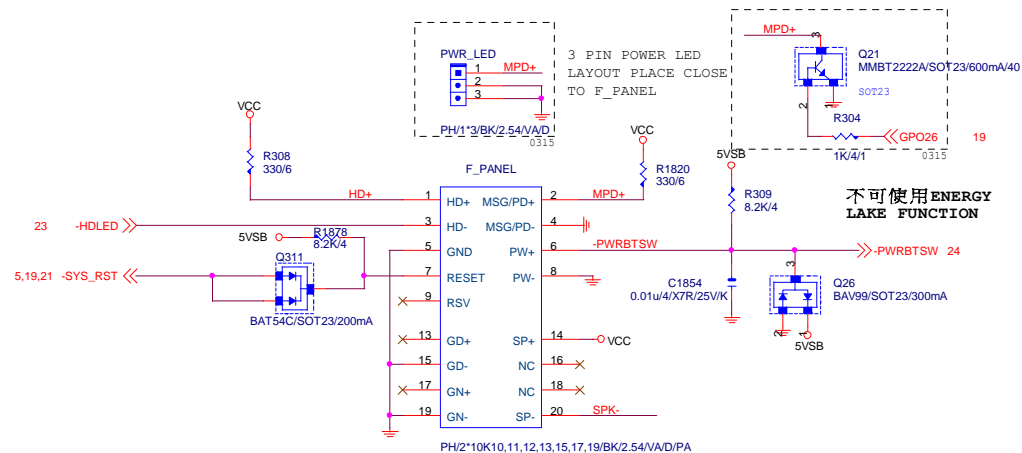 PWR_LED
1
MPD+
2
3
PH/1*3/BK/2.54/VA/D
0315
3 PIN POWER LED
LAYOUT PLACE CLOSE
TO F_PANEL
MPD+
3
Q21
MMBT2222A/SOT23/600mA/40
SOT23
2
1
R304
1K/4/1
GPO26
19
0315
VCC
R308
330/6
VCC
R1820
330/6
5VSB
R309
8.2K/4
不可使用ENERGY
LAKE FUNCTION
F_PANEL
HD+
1
HD+
MSG/PD+
2
MPD+
23
-HDLED
3
HD-
MSG/PD-
4
5VSB
R1878
8.2K/4
5
GND
PW+
6
-PWRBTSW
-PWRBTSW
24
5,19,21
-SYS_RST
Q311
BAT54C/SOT23/200mA
7
RESET
PW-
8
9
RSV
C1854
0.01u/4/X7R/25V/K
3
Q26
BAV99/SOT23/300mA
2
1
5VSB
13
GD+
SP+
14
VCC
15
GD-
NC
16
17
GN+
NC
18
19
GN-
SP-
20
SPK-
PH/2*10K10,11,12,13,15,17,19/BK/2.54/VA/D/PA